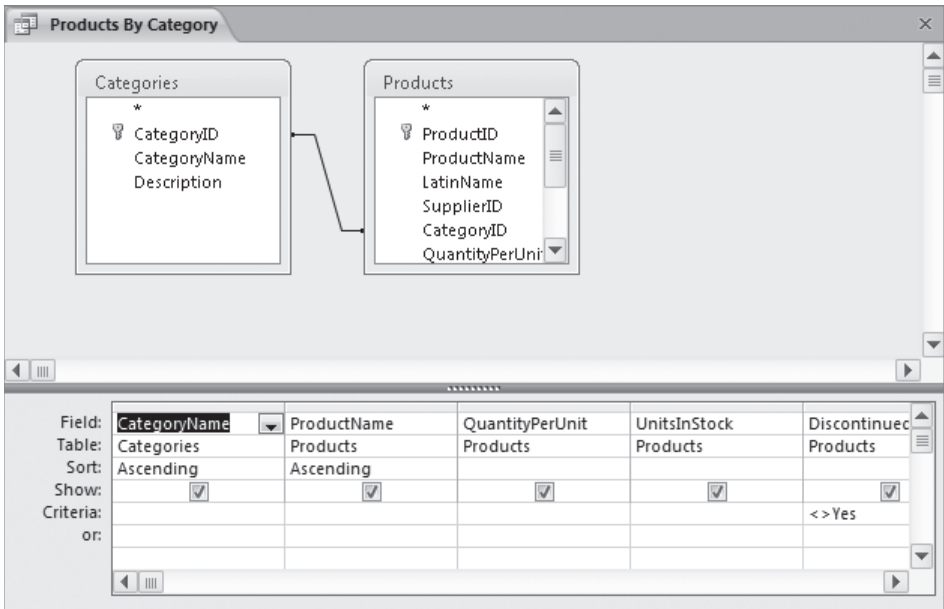 Products By Category
Categories
*
CategoryID
CategoryName
Description
Products
*
ProductID
ProductName
LatinName
SupplierID
CategoryID
QuantityPerUnit
Field: CategoryName ProductName QuantityPerUnit UnitsInStock Discontinued
Table: Categories Products Products Products Products
Sort: Ascending Ascending
Show:
Criteria: <>Yes
or: